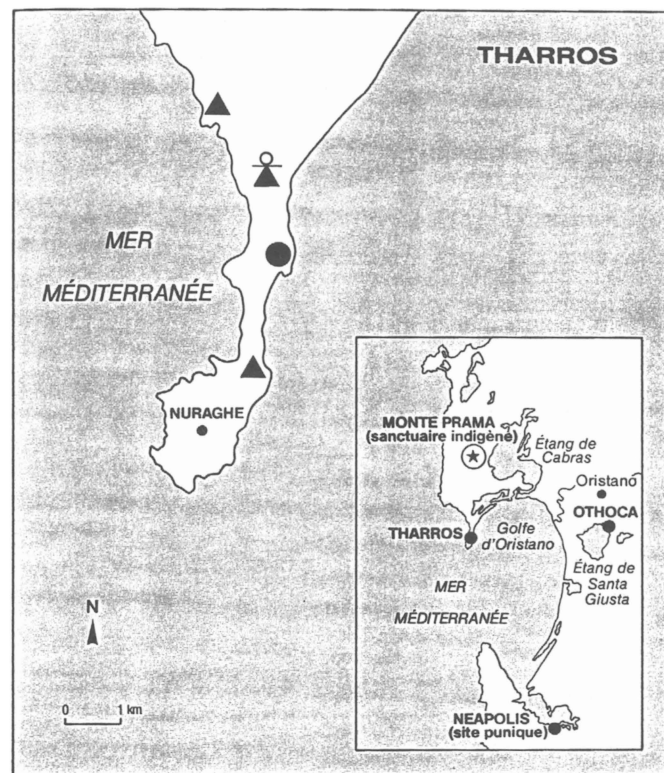 THARROS
MER
MÉDITERRANÉE
NURAGHE
N
0 1 km
MONTE PRAMA
(sanctuaire indigène)
Étang de
Cabras
Oristano
OTHOCA
THARROS
Golfe
d'Oristano
Étang de
Santa
Giusta
MER
MÉDITERRANÉE
NEAPOLIS
(site punique)